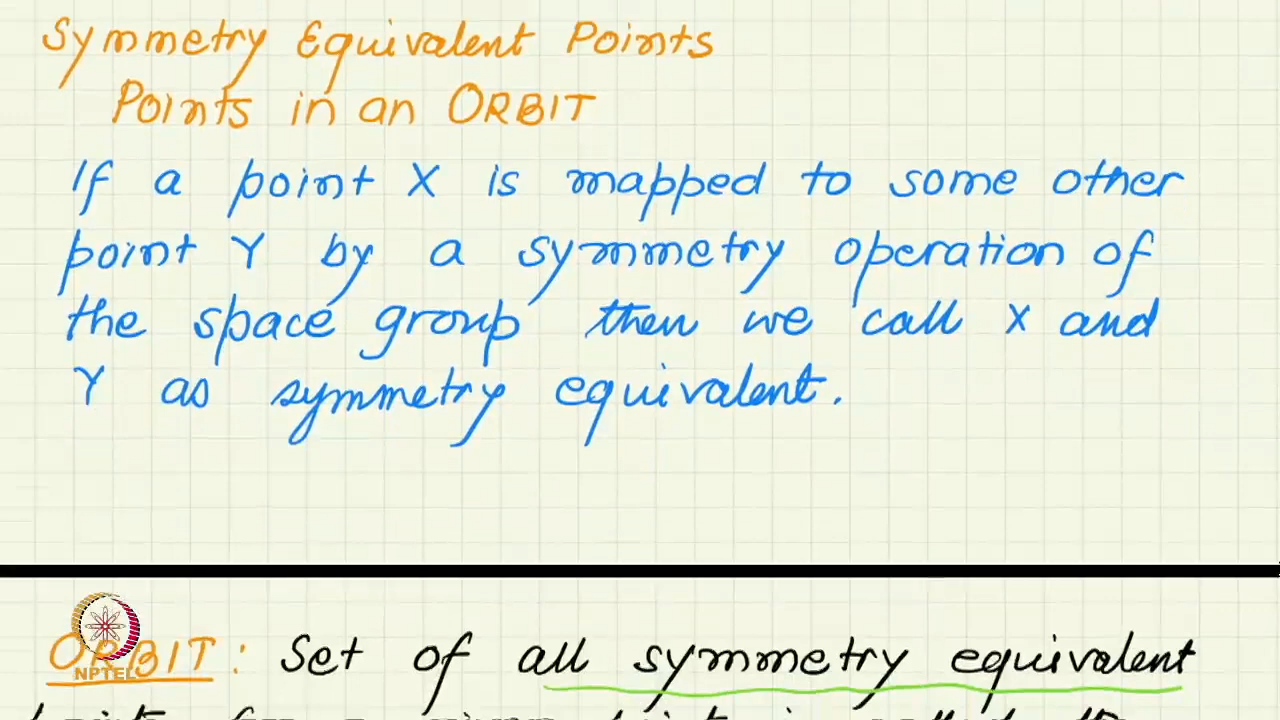 Symmetry Equivalent Points
Points in an ORBIT
If a point X is mapped to some other
point Y by a symmetry operation of
the space group then we call X and
Y as symmetry equivalent.
ORBIT: Set of all symmetry equivalent
NPTEL